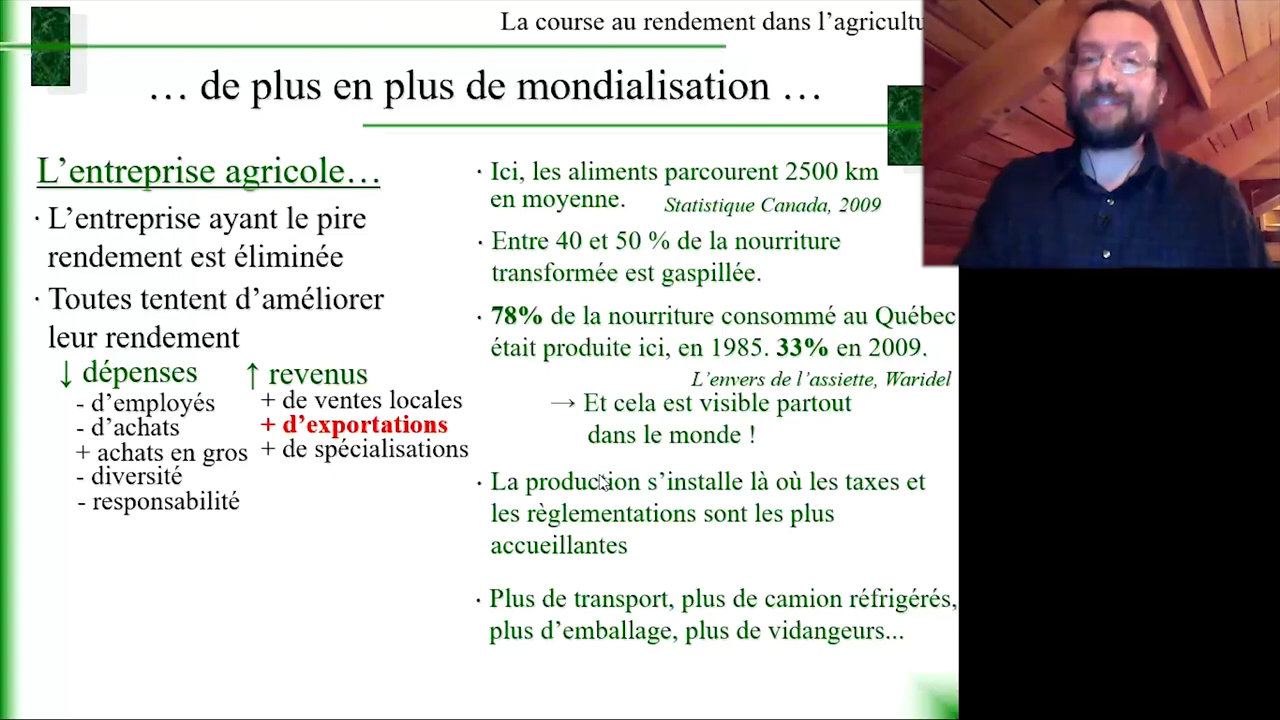 La course au rendement dans l’agricultu
… de plus en plus de mondialisation …
L’entreprise agricole…
· L’entreprise ayant le pire
rendement est éliminée
· Toutes tentent d’améliorer
leur rendement
↓ dépenses
- d’employés
- d’achats
+ achats en gros
- diversité
- responsabilité
↑ revenus
+ de ventes locales
+ d’exportations
+ de spécialisations
· Ici, les aliments parcourent 2500 km
en moyenne.
Statistique Canada, 2009
· Entre 40 et 50 % de la nourriture
transformée est gaspillée.
· 78% de la nourriture consommé au Québec
était produite ici, en 1985. 33% en 2009.
L’envers de l’assiette, Waridel
→ Et cela est visible partout
dans le monde !
· La production s’installe là où les taxes et
les règlementations sont les plus
accueillantes
· Plus de transport, plus de camion réfrigérés,
plus d’emballage, plus de vidangeurs...